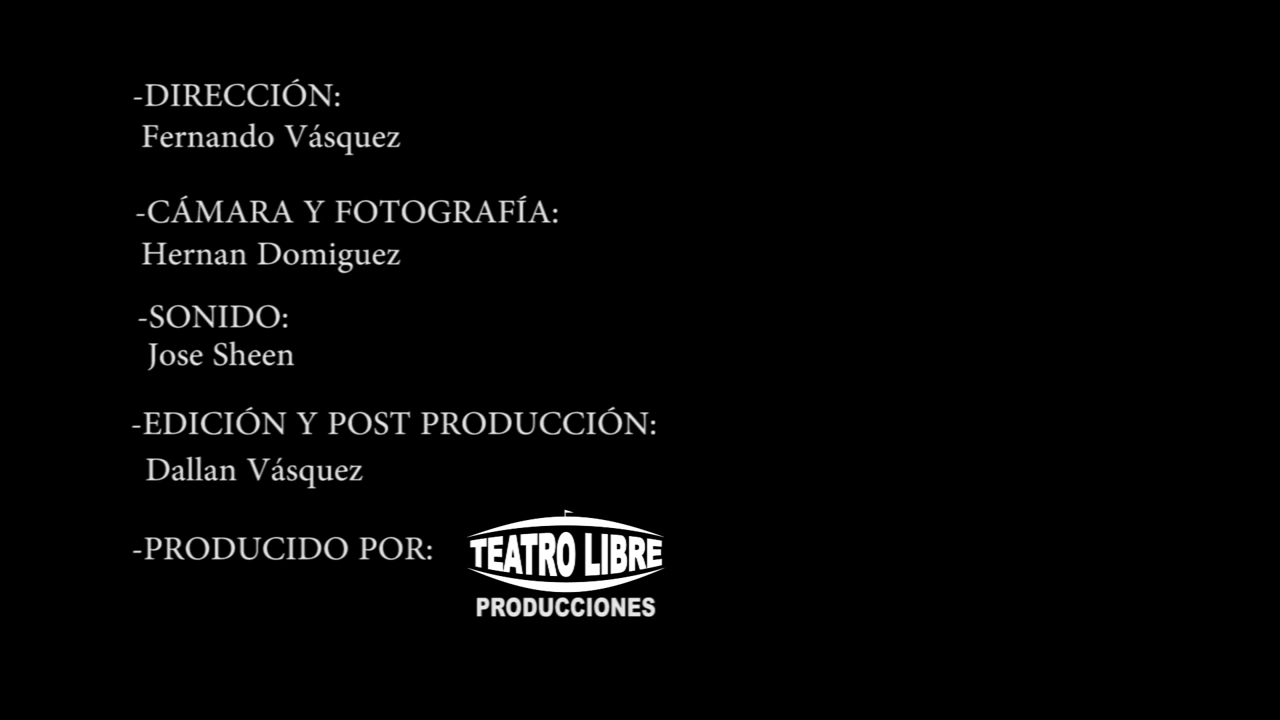 -DIRECCIÓN:
Fernando Vásquez
-CÁMARA Y FOTOGRAFÍA:
Hernan Domiguez
-SONIDO:
Jose Sheen
-EDICIÓN Y POST PRODUCCIÓN:
Dallan Vásquez
-PRODUCIDO POR:
TEATRO LIBRE
PRODUCCIONES